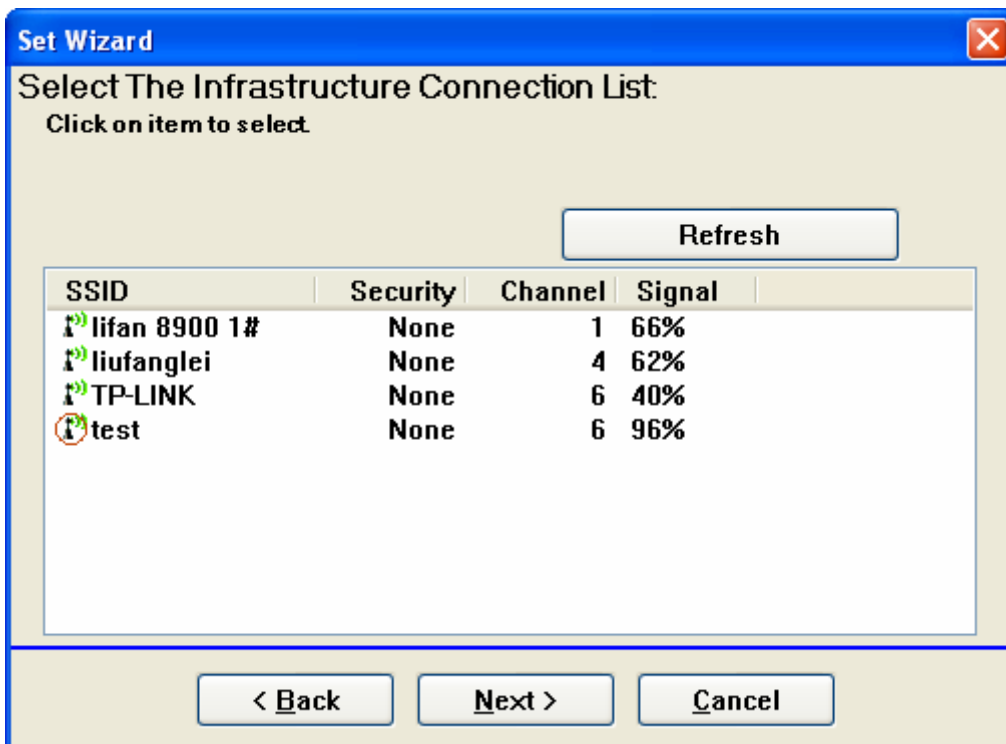 Set Wizard
Select The Infrastructure Connection List:
Click on item to select.
Refresh
SSID Security Channel Signal
lifan 8900 1# None 1 66%
liufanglei None 4 62%
TP-LINK None 6 40%
test None 6 96%
< Back Next > Cancel